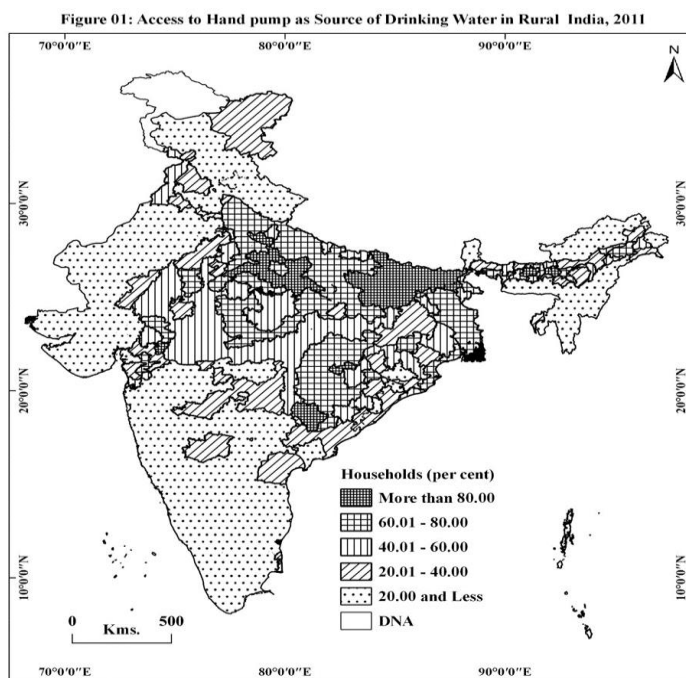 Figure 01: Access to Hand pump as Source of Drinking Water in Rural India, 2011
70°0'0"E 80°0'0"E 90°0'0"E
N
30°0'0"N 30°0'0"N
20°0'0"N 20°0'0"N
10°0'0"N 10°0'0"N
Households (per cent)
More than 80.00
60.01 - 80.00
40.01 - 60.00
20.01 - 40.00
20.00 and Less
DNA
0 500
Kms.
70°0'0"E 80°0'0"E 90°0'0"E